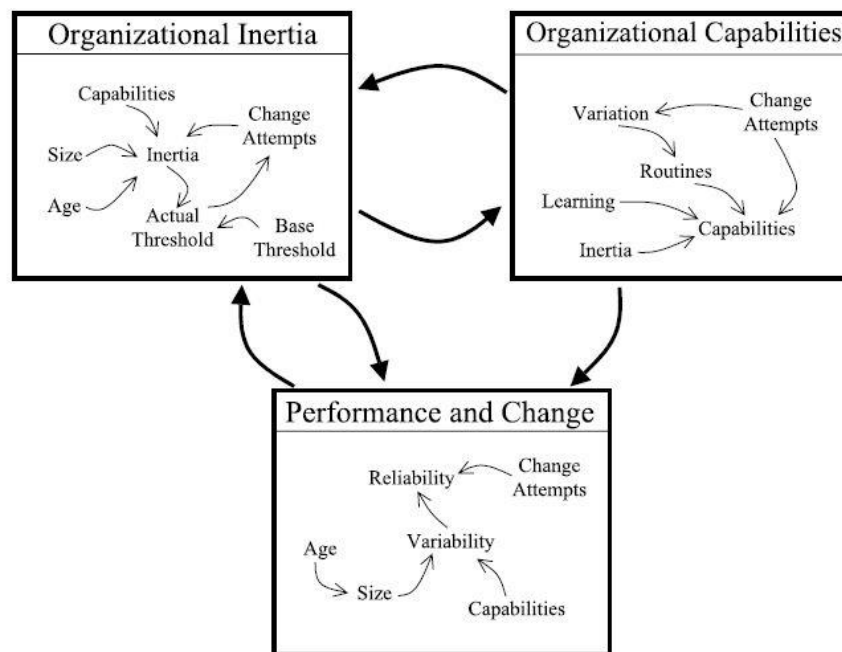 Organizational Inertia
Capabilities
Change
Attempts
Size
Inertia
Age
Actual
Threshold
Base
Threshold
Organizational Capabilities
Variation
Change
Attempts
Routines
Learning
Capabilities
Inertia
Performance and Change
Reliability
Change
Attempts
Variability
Age
Size
Capabilities